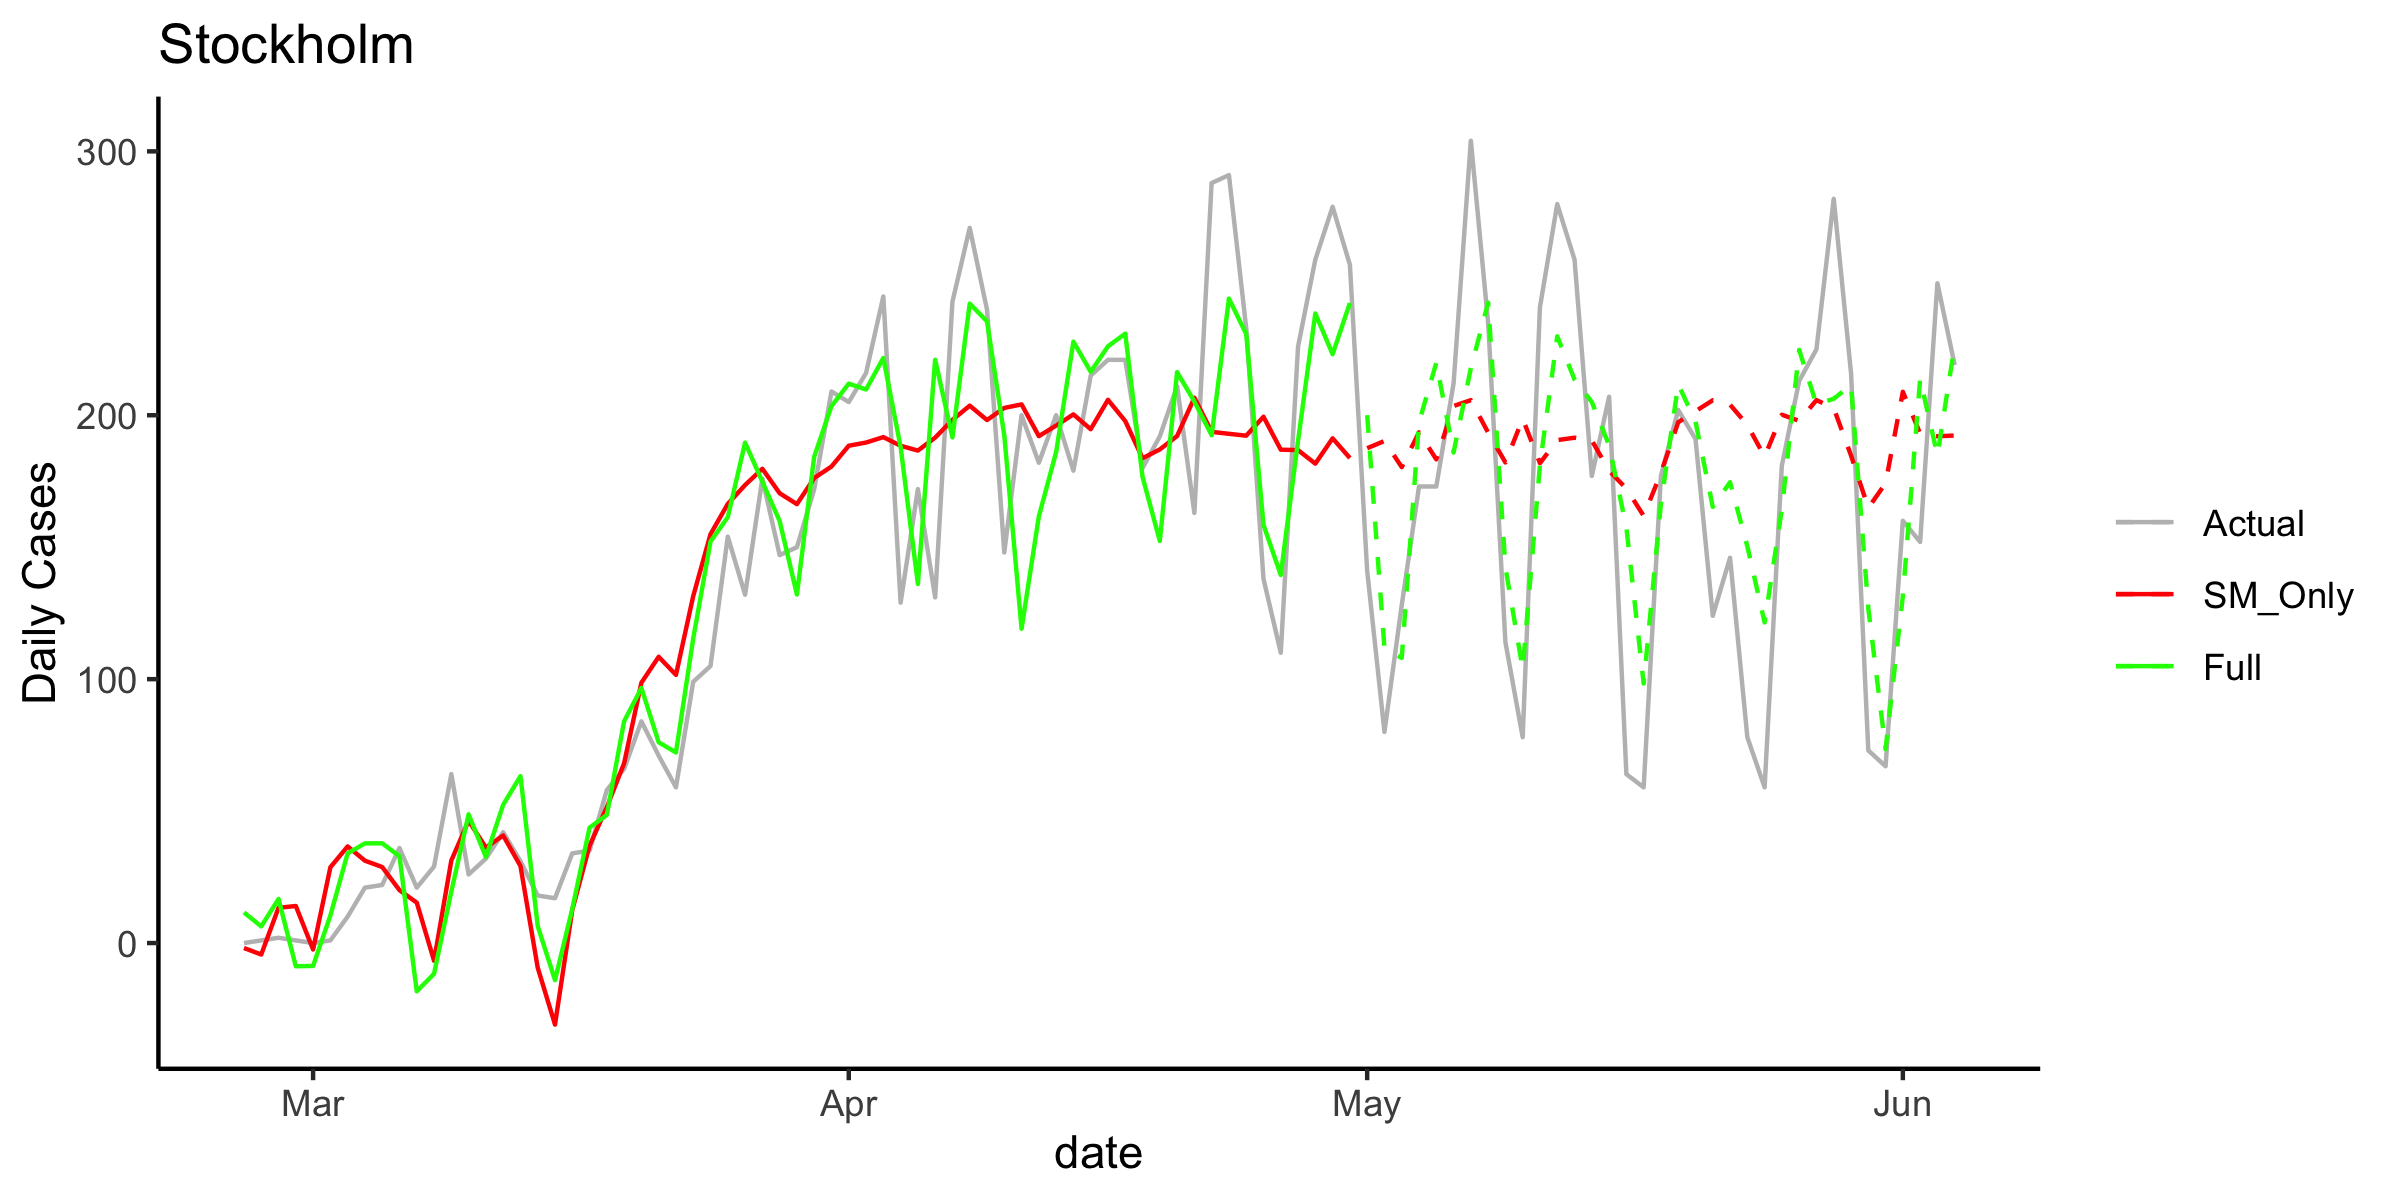 Stockholm
300
200
100
0
Daily Cases
Mar
Apr
May
Jun
date
Actual
SM_Only
Full